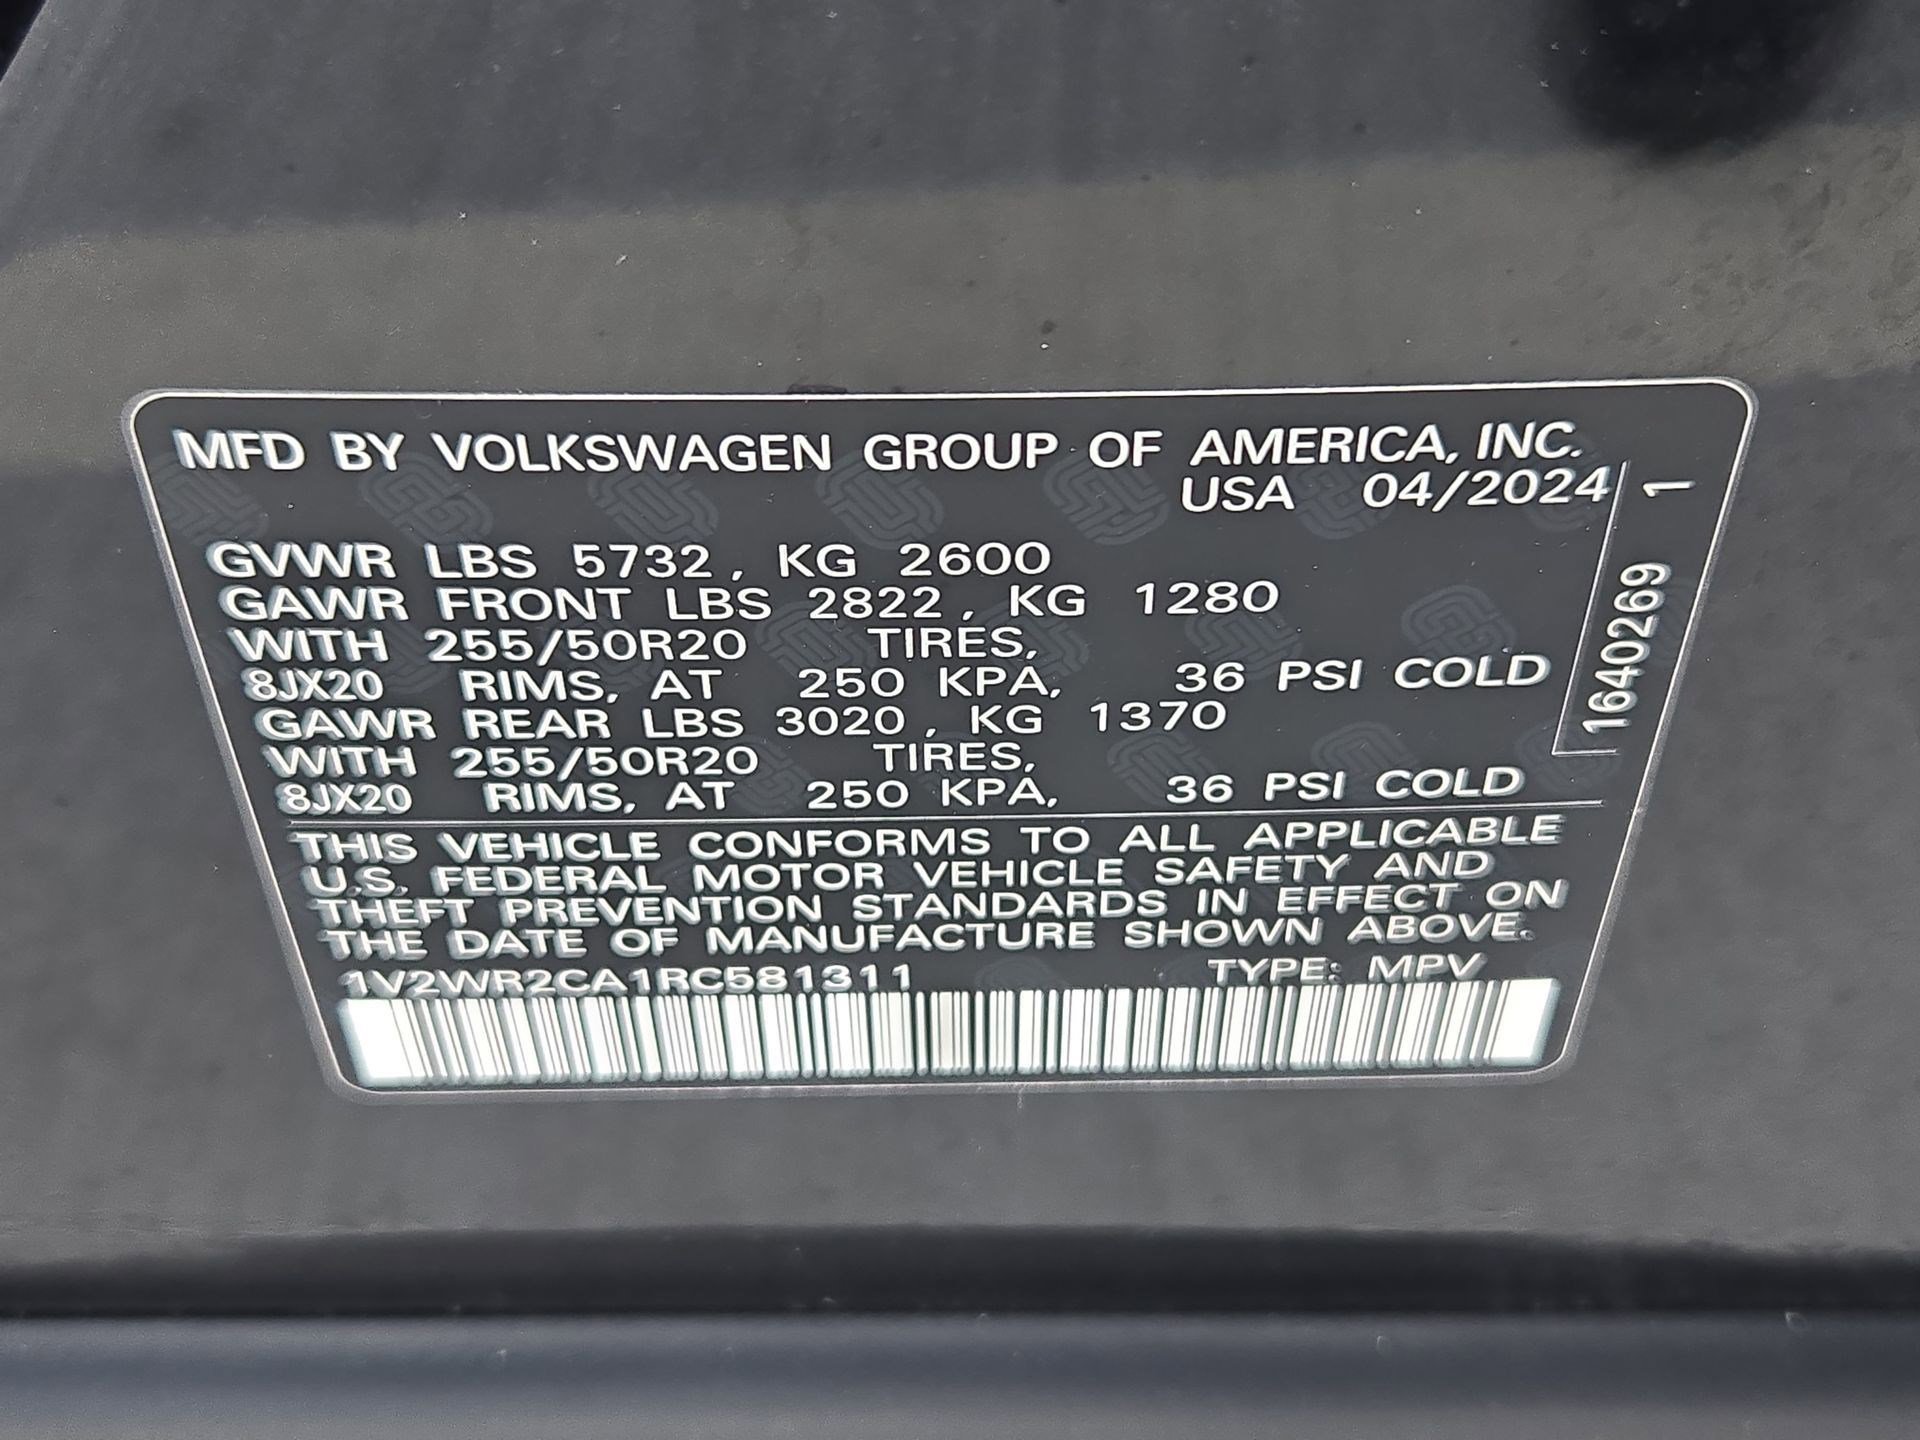 MFD BY VOLKSWAGEN GROUP OF AMERICA, INC.
USA 04/2024
GVWR LBS 5732, KG 2600
GAWR FRONT LBS 2822, KG 1280
WITH 255/50R20 TIRES,
8JX20 RIMS, AT 250 KPA, 36 PSI COLD
GAWR REAR LBS 3020, KG 1370
WITH 255/50R20 TIRES,
8JX20 RIMS, AT 250 KPA, 36 PSI COLD
THIS VEHICLE CONFORMS TO ALL APPLICABLE
U.S. FEDERAL MOTOR VEHICLE SAFETY AND
THEFT PREVENTION STANDARDS IN EFFECT ON
THE DATE OF MANUFACTURE SHOWN ABOVE.
1V2WR2CA1RC581311 TYPE: MPV
16402269 1